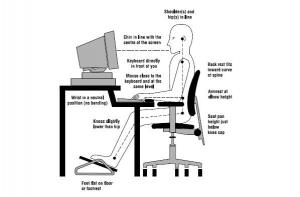 Shoulder(s) and
hip(s) in line
Chin in line with the
centre of the screen
Keyboard directly
in front of you
Mouse close to the
keyboard and at the
same level
Back rest fits
toward curve
of spine
Wrist in a neutral
position (no bending)
Armrest at
elbow height
Knees slightly
lower than hip
Seat pan
height just
below
knee cap
Foot flat on floor
or footrest